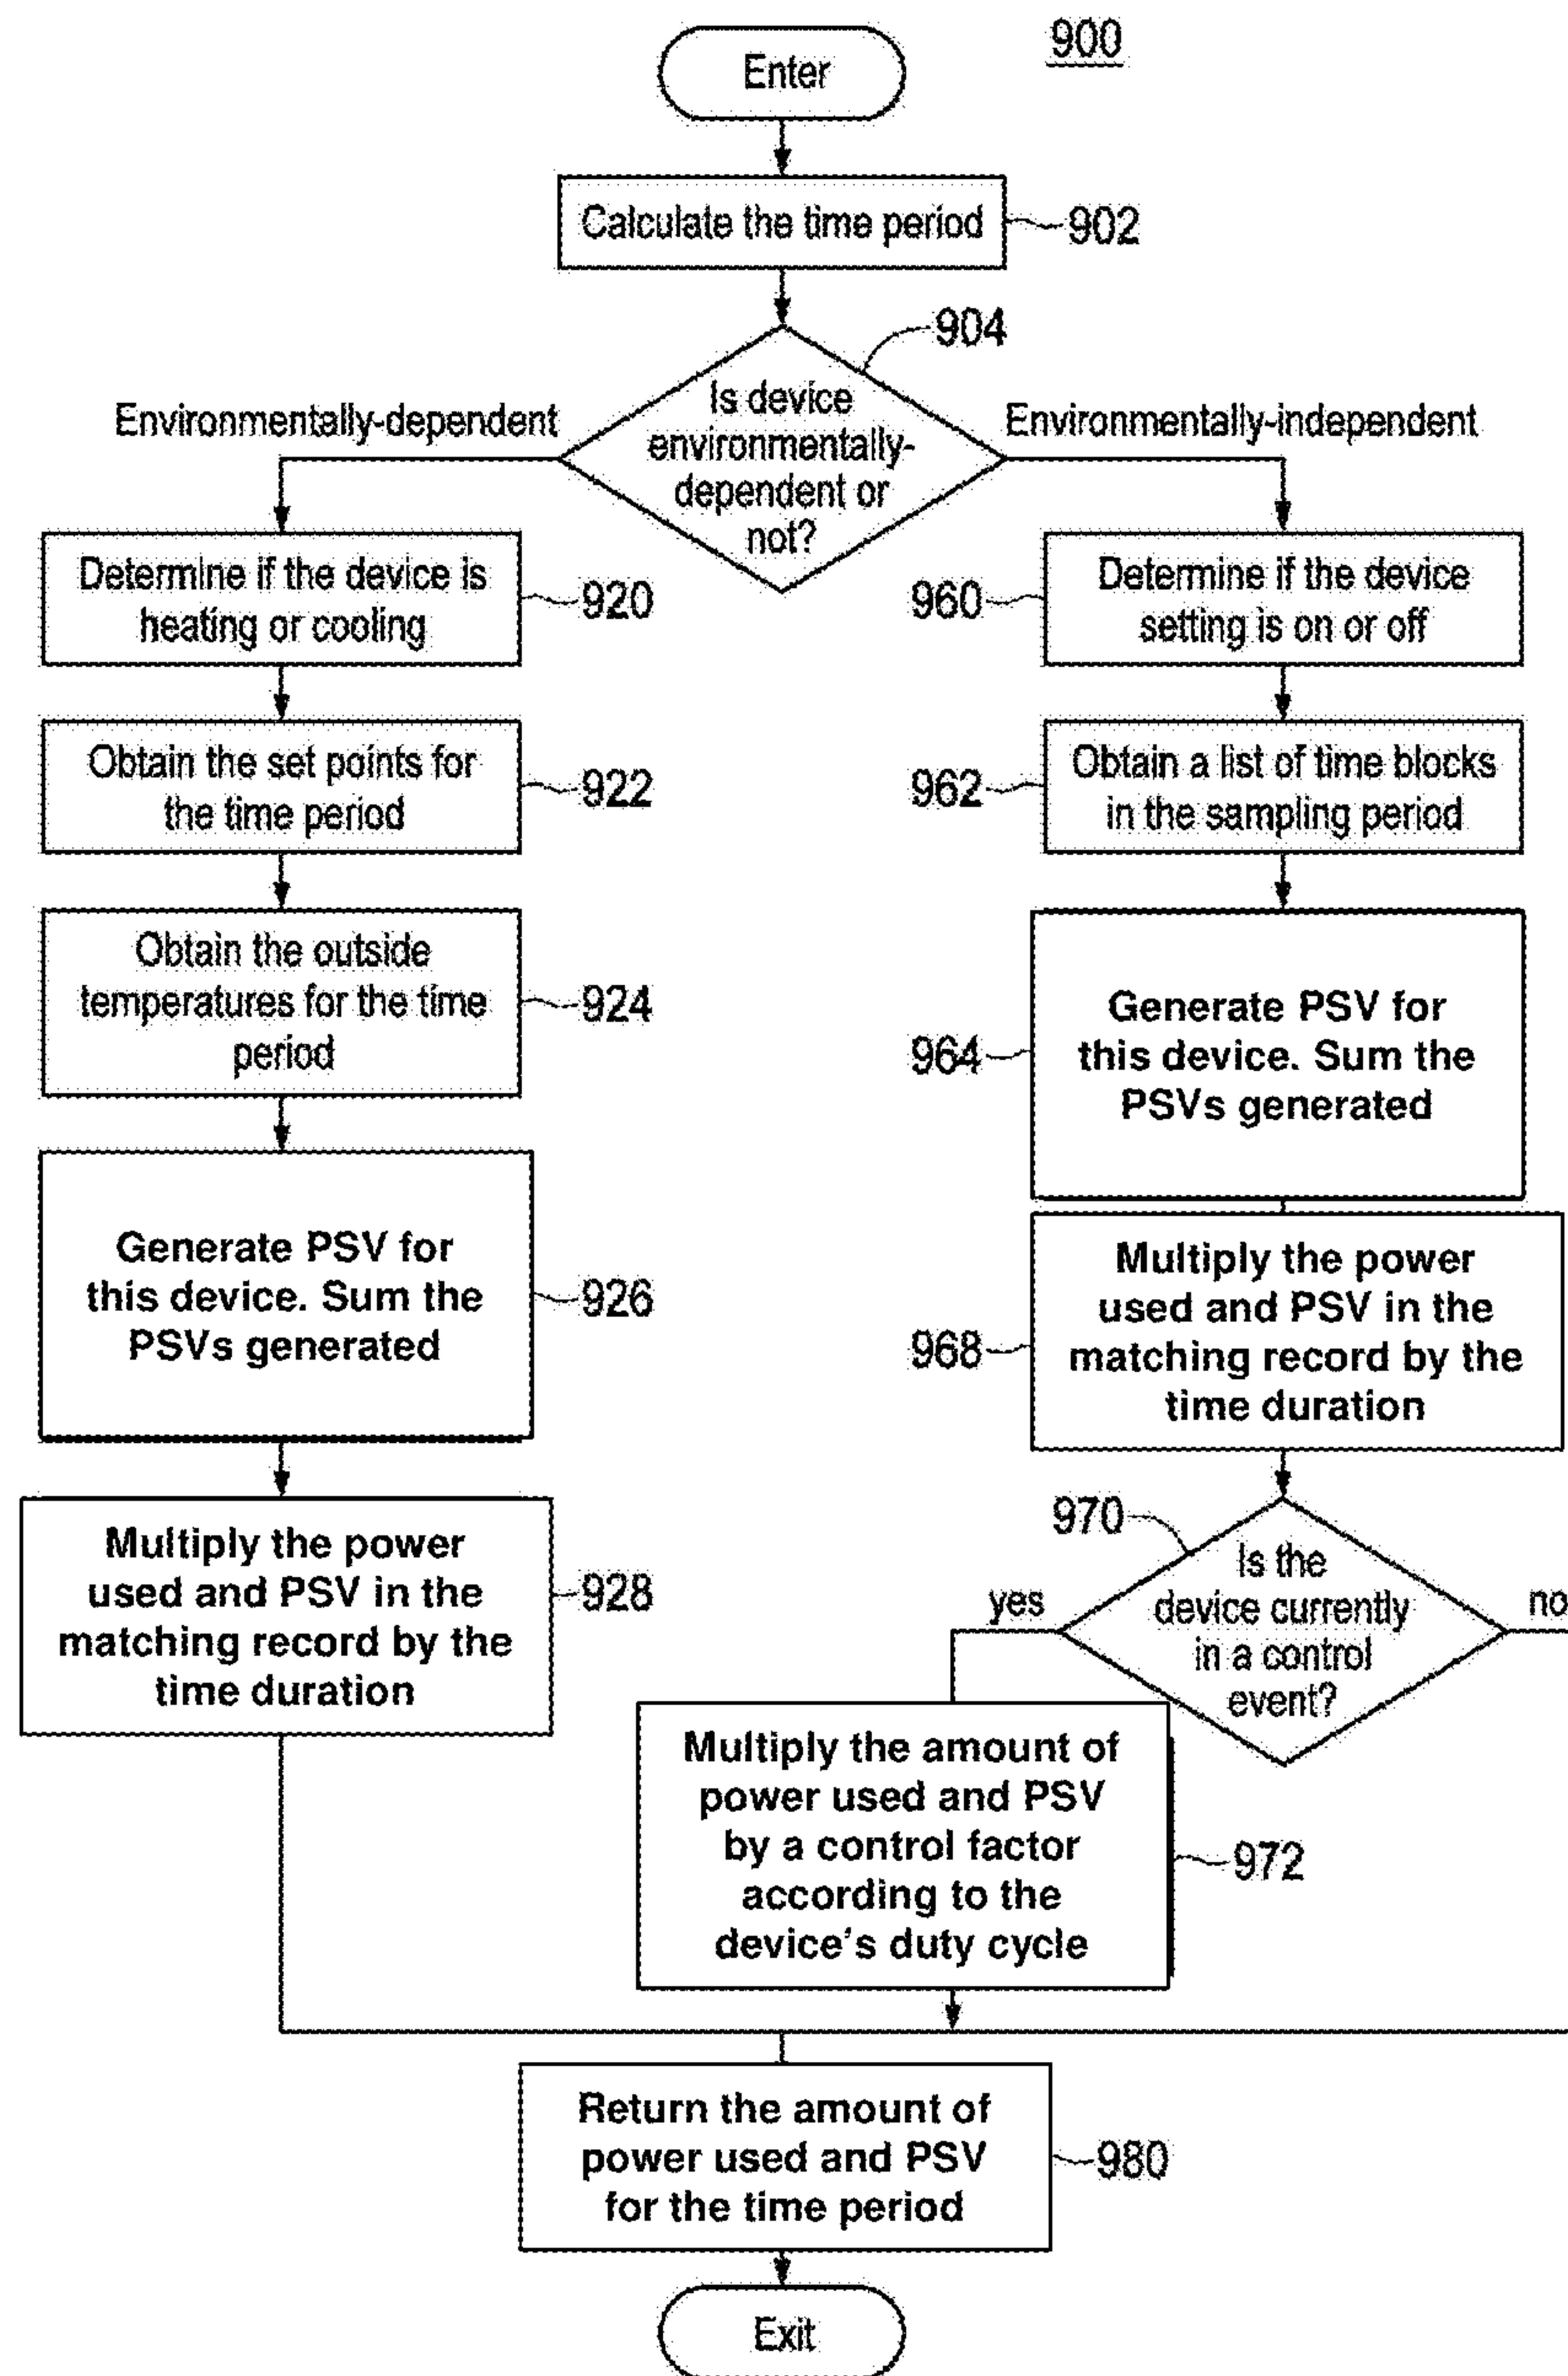 900
Enter
Calculate the time period
902
904
Is device
environmentally-
dependent or
not?
Environmentally-dependent
Environmentally-independent
Determine if the device is
heating or cooling
920
Obtain the set points for
the time period
922
Obtain the outside
temperatures for the time
period
924
Generate PSV for
this device. Sum the
PSVs generated
926
Multiply the power
used and PSV in the
matching record by the
time duration
928
960
Determine if the device
setting is on or off
962
Obtain a list of time blocks
in the sampling period
964
Generate PSV for
this device. Sum the
PSVs generated
968
Multiply the power
used and PSV in the
matching record by the
time duration
970
Is the
device currently
in a control
event?
yes
no
Multiply the amount of
power used and PSV
by a control factor
according to the
device's duty cycle
972
Return the amount of
power used and PSV
for the time period
980
Exit